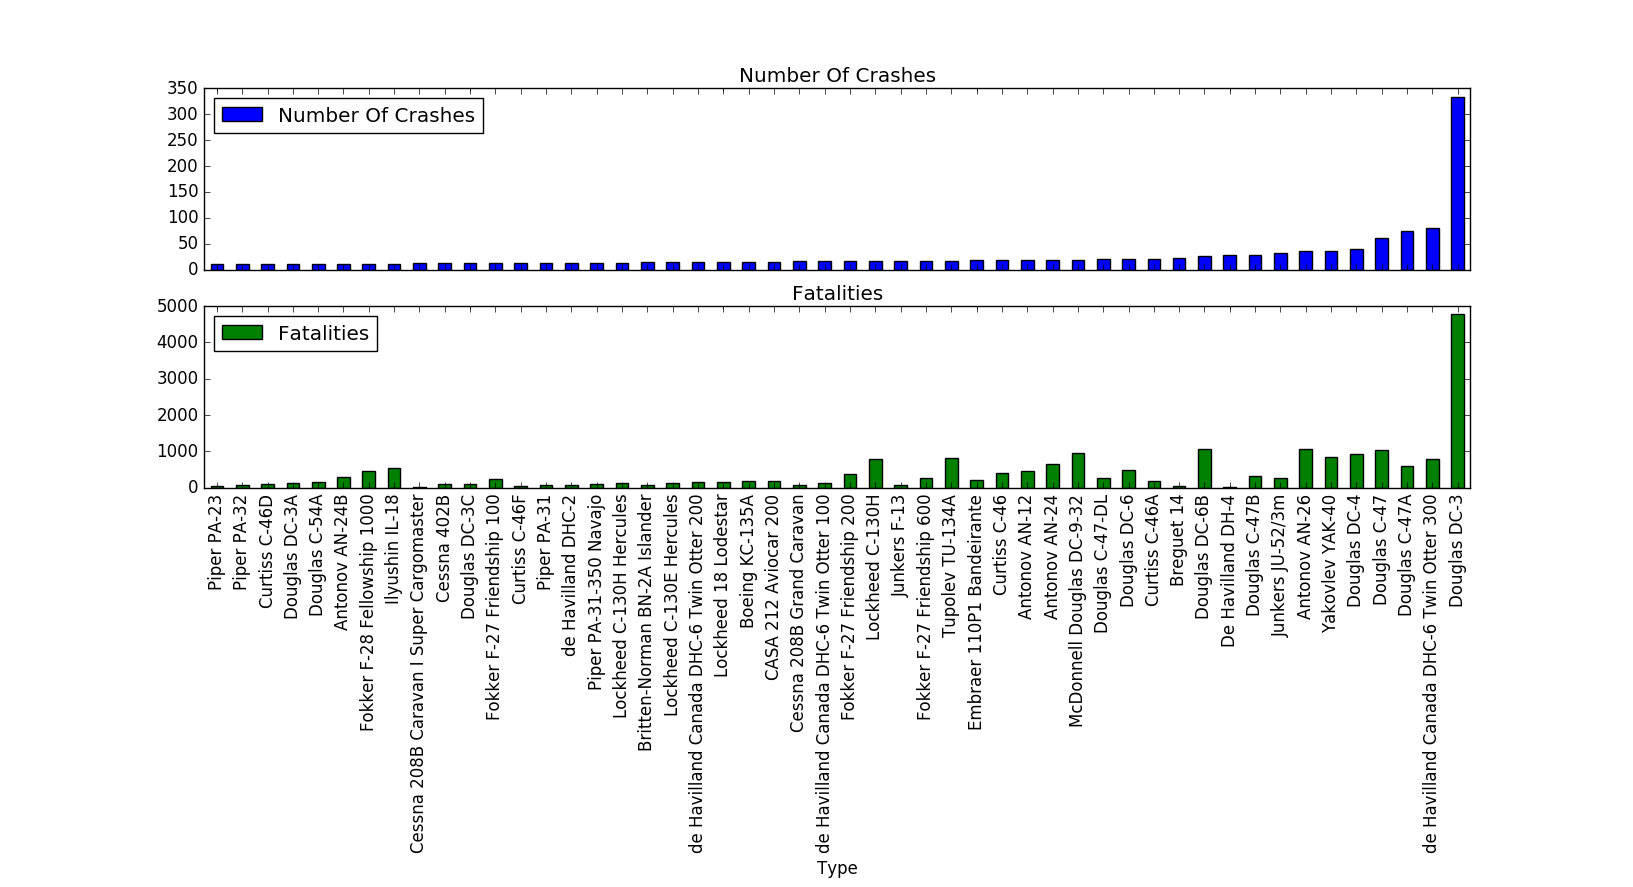 Number Of Crashes
350
300
250
200
150
100
50
0
Number Of Crashes
Fatalities
5000
4000
3000
2000
1000
0
Fatalities
Piper PA-23
Piper PA-32
Curtiss C-46D
Douglas DC-3A
Douglas C-54A
Antonov AN-24B
Fokker F-28 Fellowship 1000
Ilyushin IL-18
Cessna 208B Caravan I Super Cargomaster
Cessna 402B
Douglas DC-3C
Fokker F-27 Friendship 100
Curtiss C-46F
Piper PA-31
de Havilland DHC-2
Piper PA-31-350 Navajo
Lockheed C-130H Hercules
Britten-Norman BN-2A Islander
Lockheed C-130E Hercules
de Havilland Canada DHC-6 Twin Otter 200
Lockheed 18 Lodestar
Boeing KC-135A
CASA 212 Aviocar 200
Cessna 208B Grand Caravan
de Havilland Canada DHC-6 Twin Otter 100
Fokker F-27 Friendship 200
Lockheed C-130H
Junkers F-13
Fokker F-27 Friendship 600
Tupolev TU-134A
Embraer 110P1 Bandeirante
Curtiss C-46
Antonov AN-12
Antonov AN-24
McDonnell Douglas DC-9-32
Douglas C-47-DL
Douglas DC-6
Curtiss C-46A
Breguet 14
Douglas DC-6B
De Havilland DH-4
Douglas C-47B
Junkers JU-52/3m
Antonov AN-26
Yakovlev YAK-40
Douglas DC-4
Douglas C-47
Douglas C-47A
de Havilland Canada DHC-6 Twin Otter 300
Douglas DC-3
Type